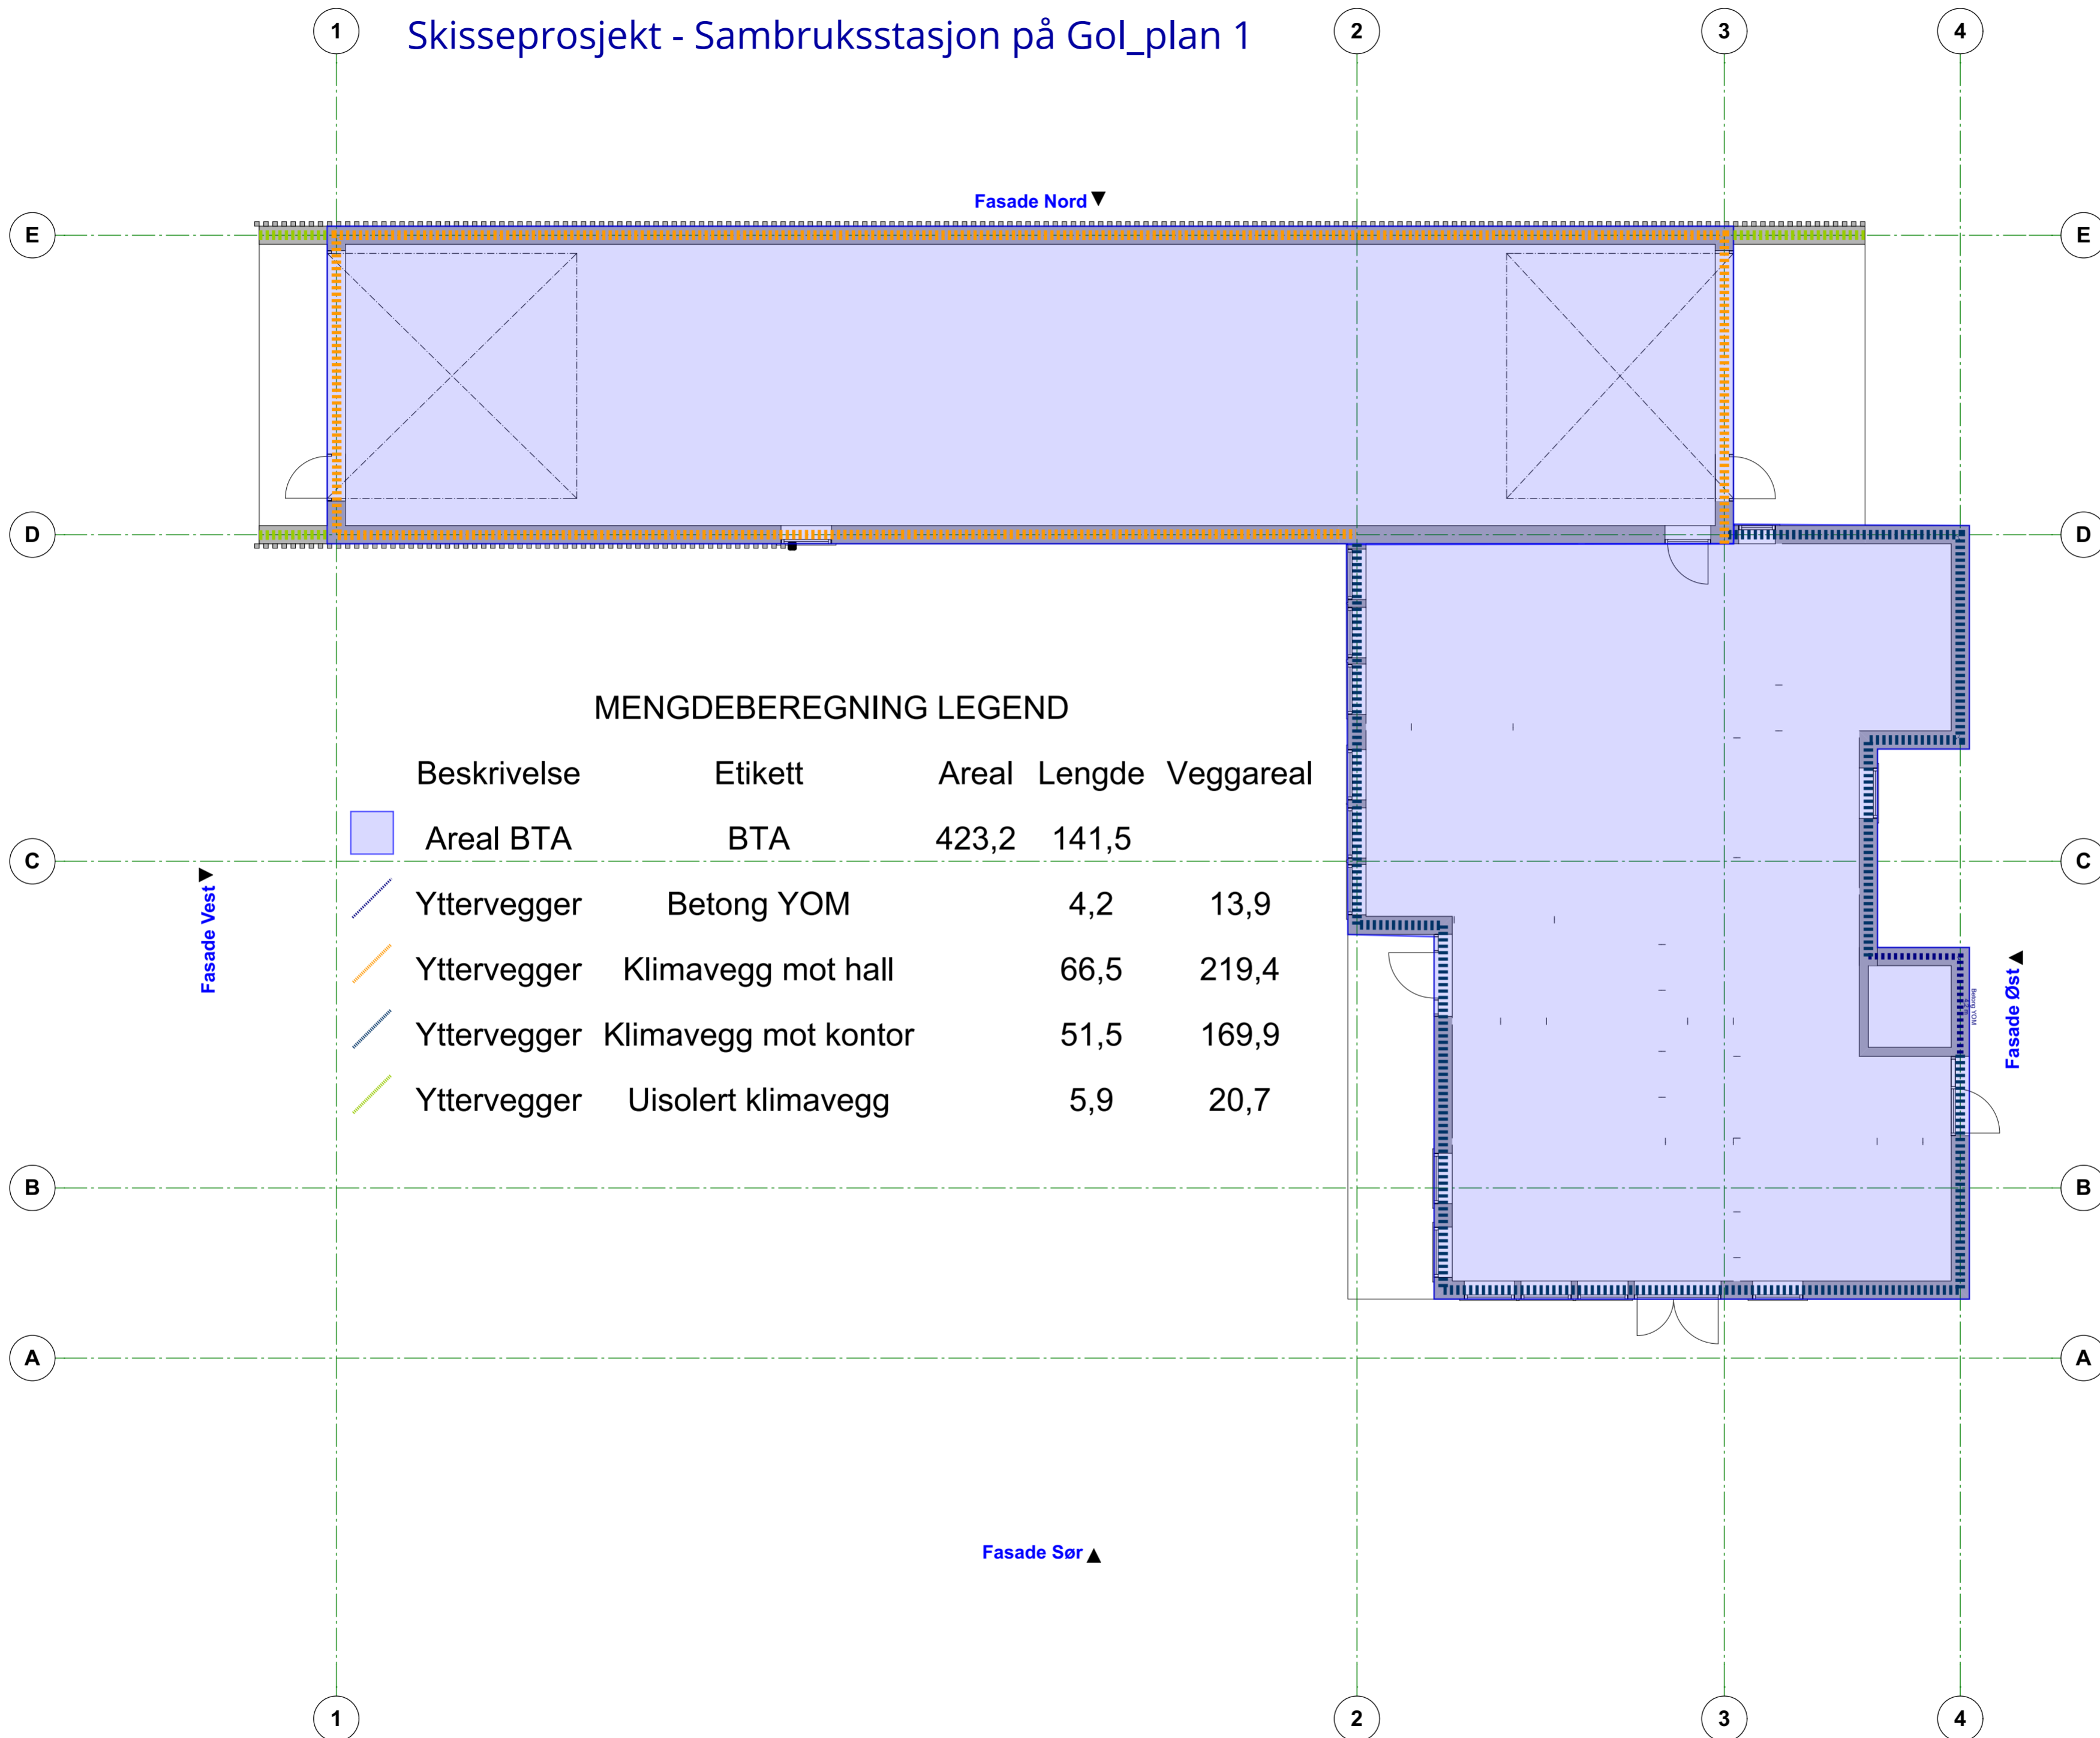 1
Skisseprosjekt - Sambruksstasjon på Gol_plan 1
2
3
4
Fasade Nord
E
E
D
D
MENGDEBEREGNING LEGEND
Beskrivelse Etikett Areal Lengde Veggareal
Areal BTA BTA 423,2 141,5
C
C
Yttervegger Betong YOM 4,2 13,9
Fasade Vest
Yttervegger Klimavegg mot hall 66,5 219,4
Yttervegger Klimavegg mot kontor 51,5 169,9
Yttervegger Uisolert klimavegg 5,9 20,7
Betong YOM
Fasade Øst
B
B
A
A
Fasade Sør
1
2
3
4